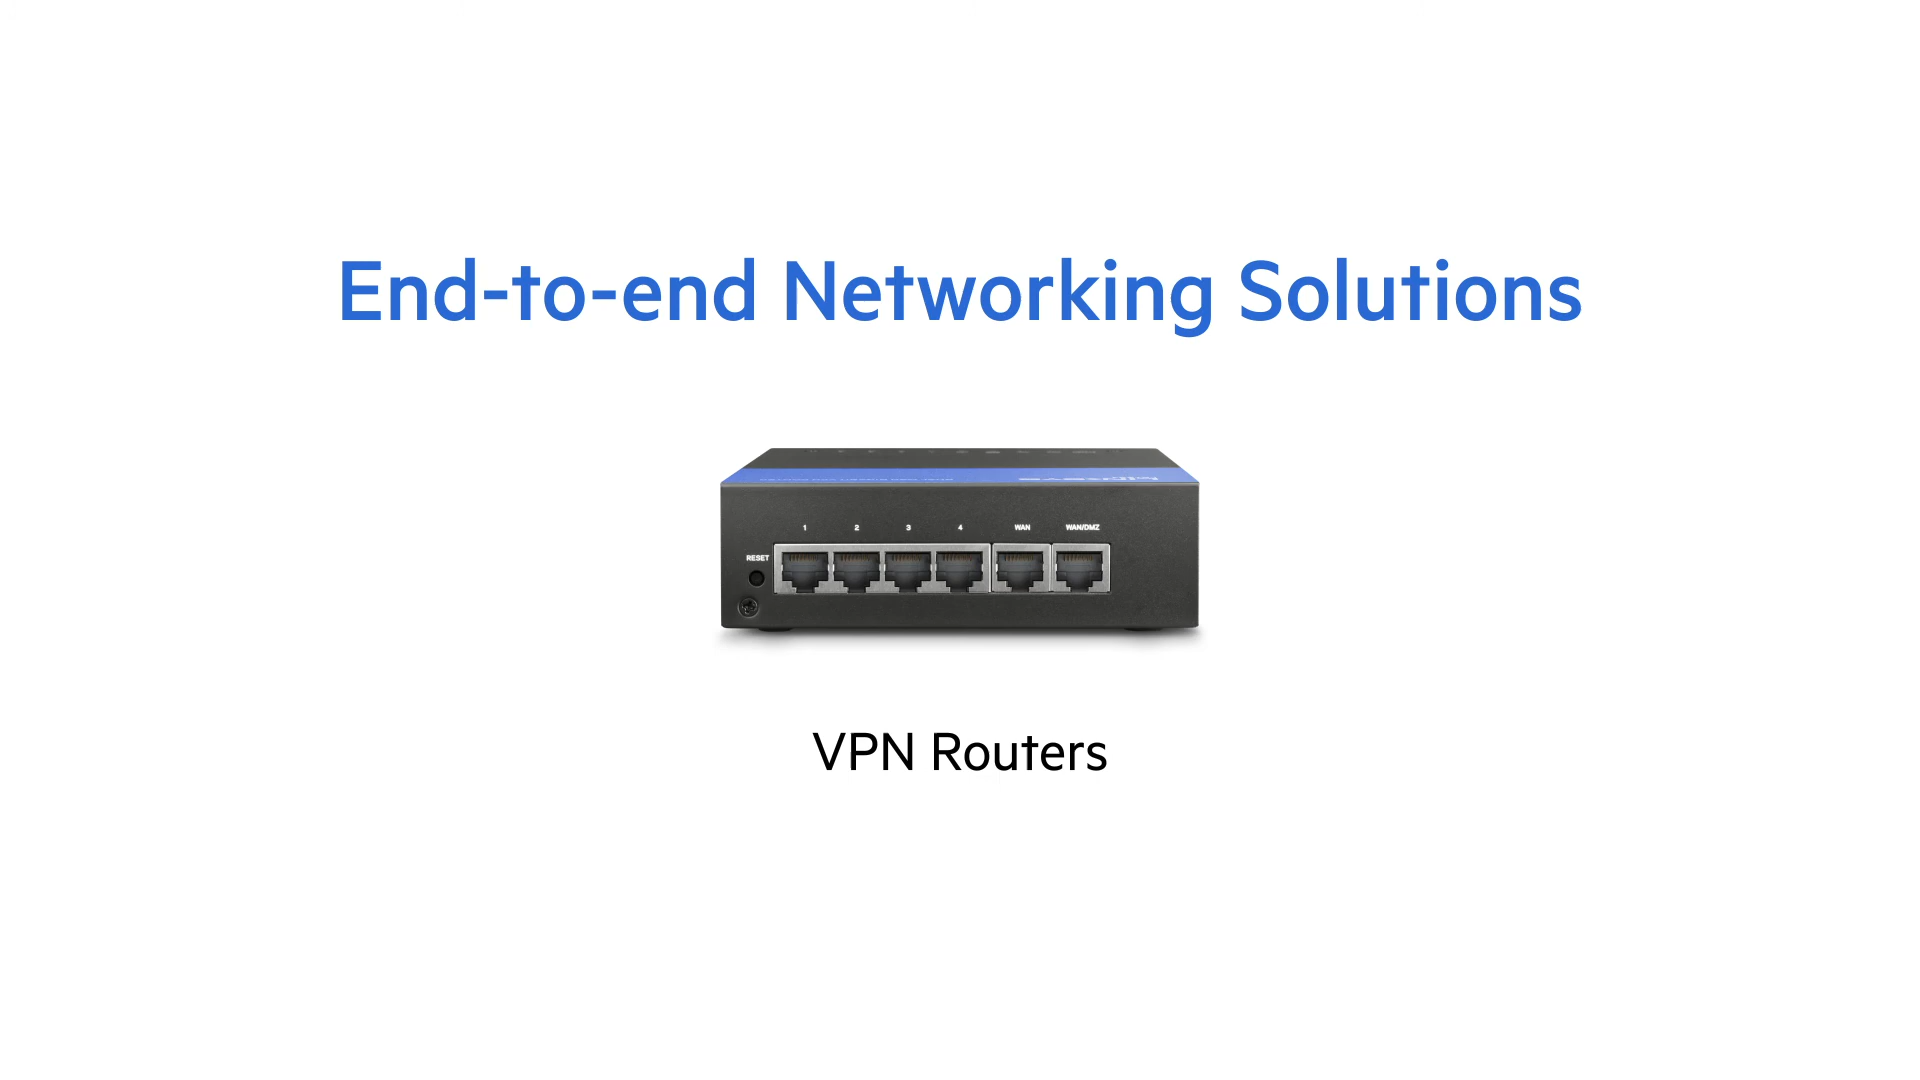 End-to-end Networking Solutions
1 2 3 4 WAN WAN/DMZ
RESET
VPN Routers